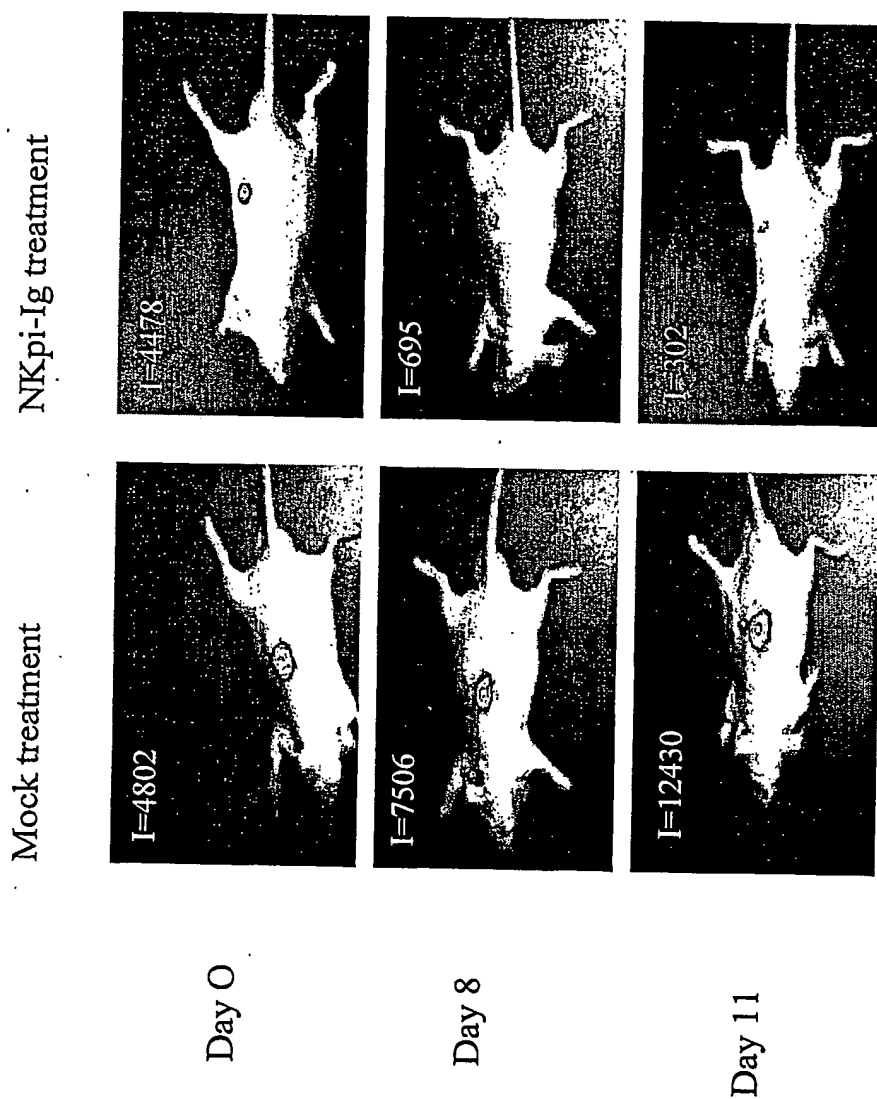 Mock treatment
NKpi-Ig treatment
Day O
I=4802
I=4478
Day 8
I=7506
I=695
Day 11
I=12430
I=302